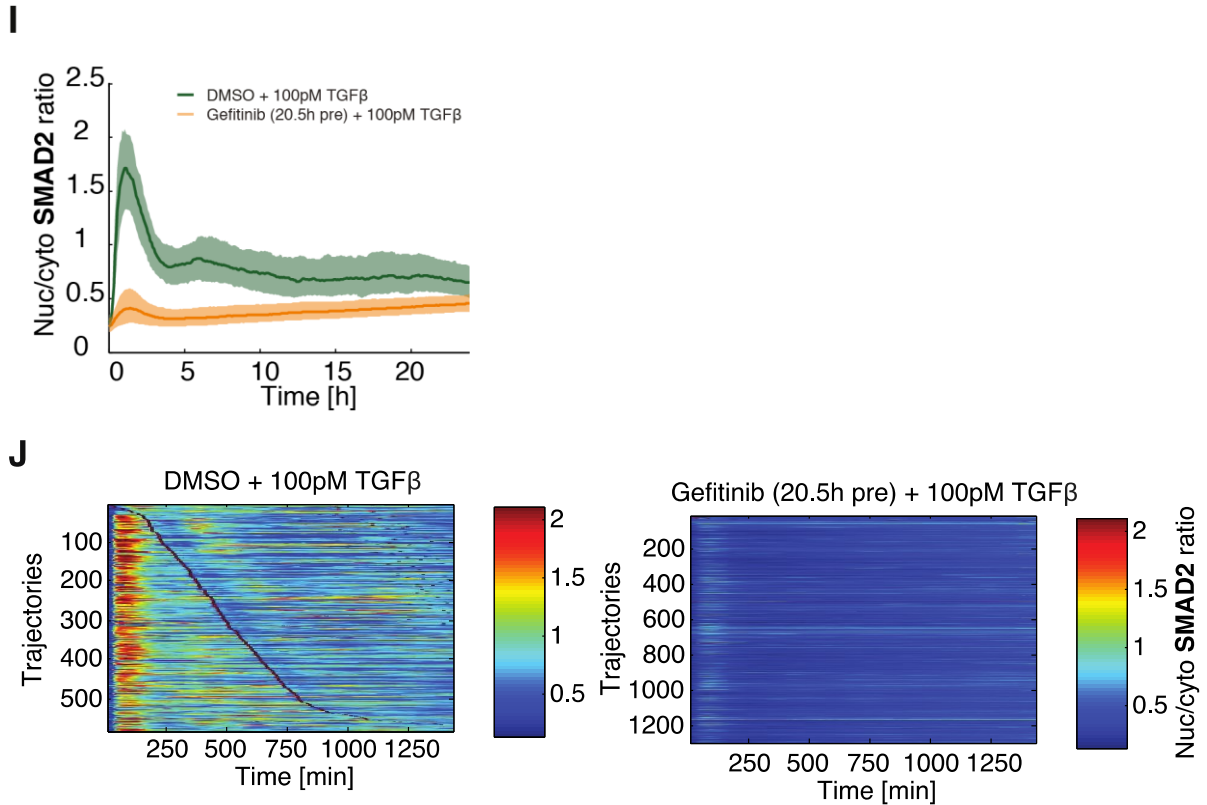 I
2.5
2
1.5
1
0.5
0
Nuc/cyto SMAD2 ratio
DMSO + 100pM TGFβ
Gefitinib (20.5h pre) + 100pM TGFβ
0 5 10 15 20
Time [h]
J
DMSO + 100pM TGFβ
Trajectories
100
200
300
400
500
250 500 750 1000 1250
Time [min]
2
1.5
1
0.5
Gefitinib (20.5h pre) + 100pM TGFβ
Trajectories
200
400
600
800
1000
1200
250 500 750 1000 1250
Time [min]
2
1.5
1
0.5
Nuc/cyto SMAD2 ratio